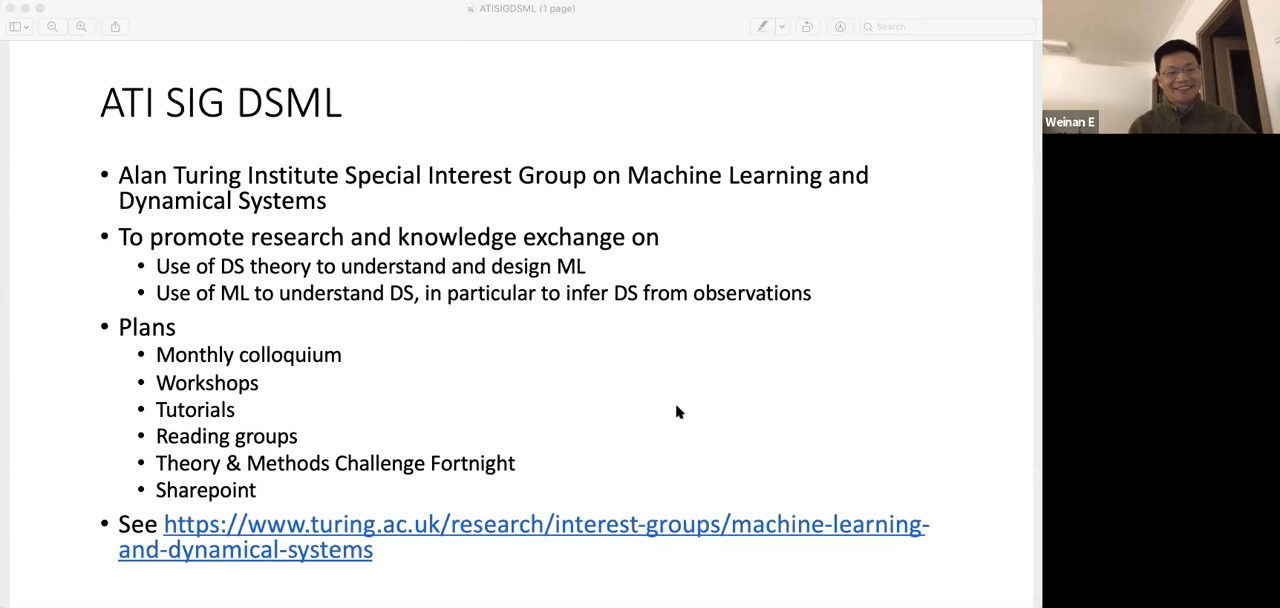 ATISIGDSML (1 page)
Search
ATI SIG DSML
• Alan Turing Institute Special Interest Group on Machine Learning and
Dynamical Systems
• To promote research and knowledge exchange on
• Use of DS theory to understand and design ML
• Use of ML to understand DS, in particular to infer DS from observations
• Plans
• Monthly colloquium
• Workshops
• Tutorials
• Reading groups
• Theory & Methods Challenge Fortnight
• Sharepoint
• See https://www.turing.ac.uk/research/interest-groups/machine-learning-
and-dynamical-systems
Weinan E